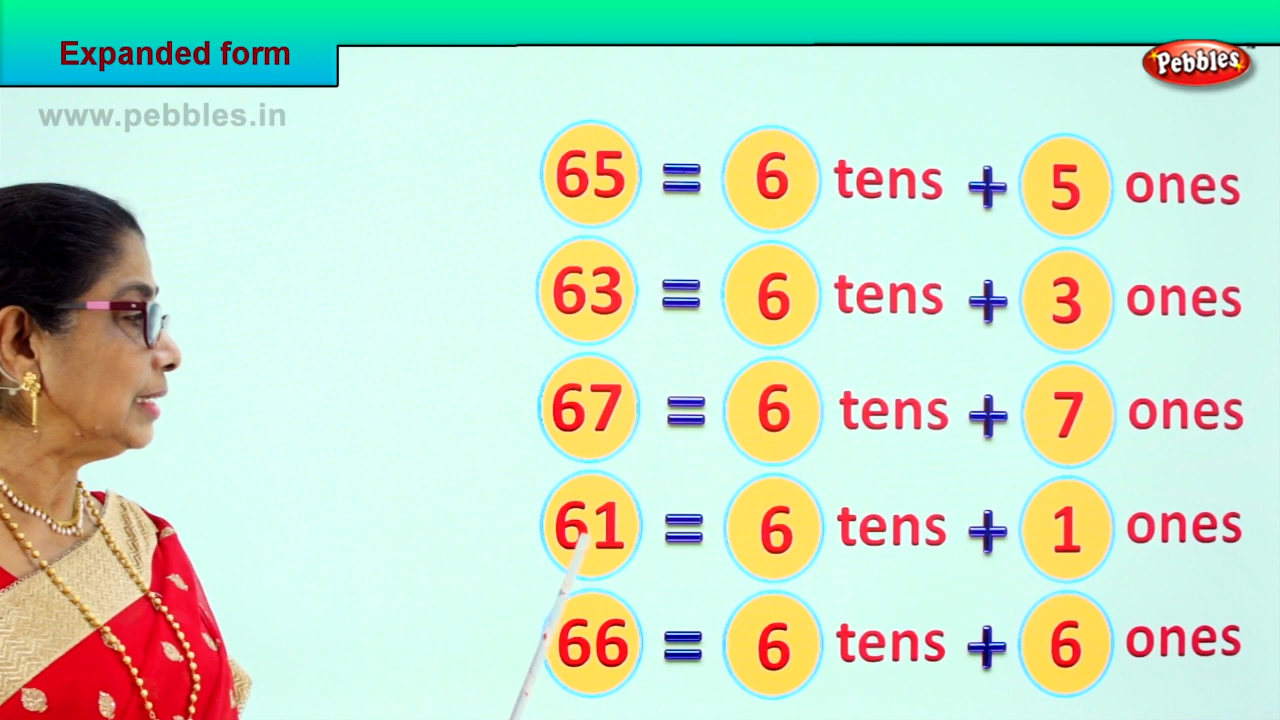 Expanded form
Pebbles
www.pebbles.in
65 = 6 tens + 5 ones
63 = 6 tens + 3 ones
67 = 6 tens + 7 ones
61 = 6 tens + 1 ones
66 = 6 tens + 6 ones